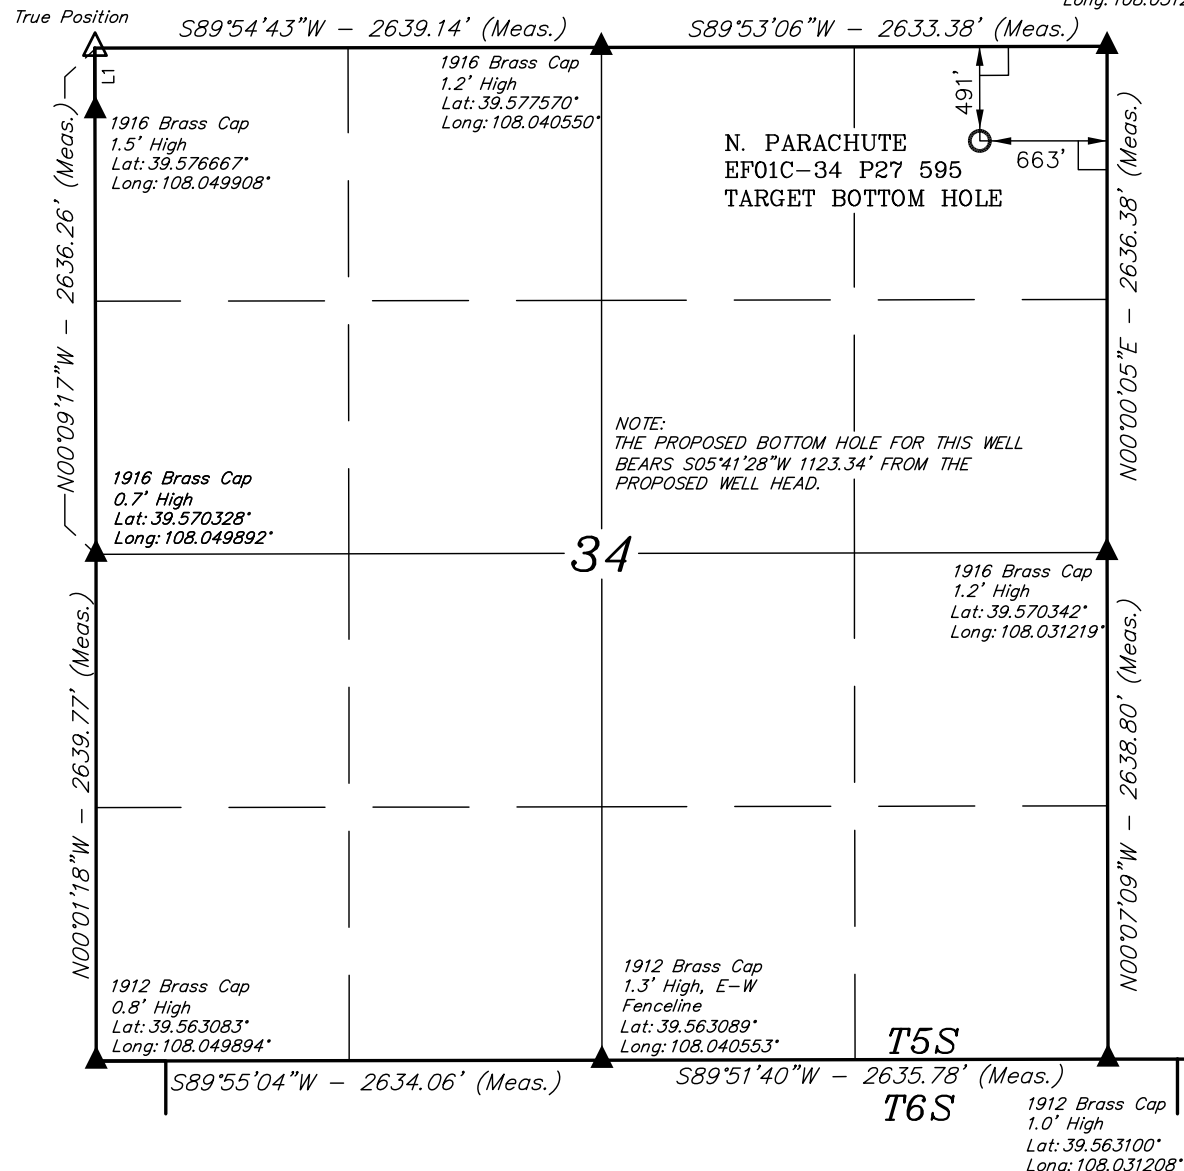 Long: 108.0312
True Position
S89°54'43"W – 2639.14' (Meas.)
S89°53'06"W – 2633.38' (Meas.)
L1
1916 Brass Cap
1.2' High
Lat: 39.577570°
Long: 108.040550°
491'
663'
1916 Brass Cap
1.5' High
Lat: 39.576667°
Long: 108.049908°
N. PARACHUTE
EF01C–34 P27 595
TARGET BOTTOM HOLE
N00°09'17"W – 2636.26' (Meas.)
N00°00'05"E – 2636.38' (Meas.)
NOTE:
THE PROPOSED BOTTOM HOLE FOR THIS WELL
BEARS S05°41'28"W 1123.34' FROM THE
PROPOSED WELL HEAD.
1916 Brass Cap
0.7' High
Lat: 39.570328°
Long: 108.049892°
34
1916 Brass Cap
1.2' High
Lat: 39.570342°
Long: 108.031219°
N00°01'18"W – 2639.77' (Meas.)
N00°07'09"W – 2638.80' (Meas.)
1912 Brass Cap
0.8' High
Lat: 39.563083°
Long: 108.049894°
1912 Brass Cap
1.3' High, E–W
Fenceline
Lat: 39.563089°
Long: 108.040553°
T5S
S89°55'04"W – 2634.06' (Meas.)
S89°51'40"W – 2635.78' (Meas.)
T6S
1912 Brass Cap
1.0' High
Lat: 39.563100°
Long: 108.031208°